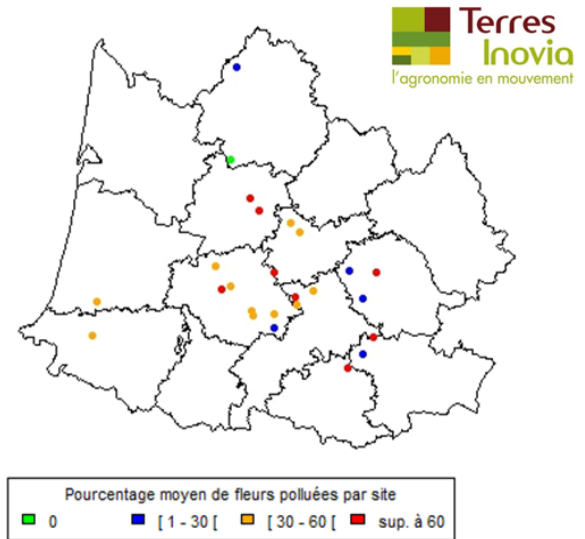 Terres
Inovia
l'agronomie en mouvement
Pourcentage moyen de fleurs polluées par site
0 [ 1 - 30 [ [ 30 - 60 [ sup. à 60